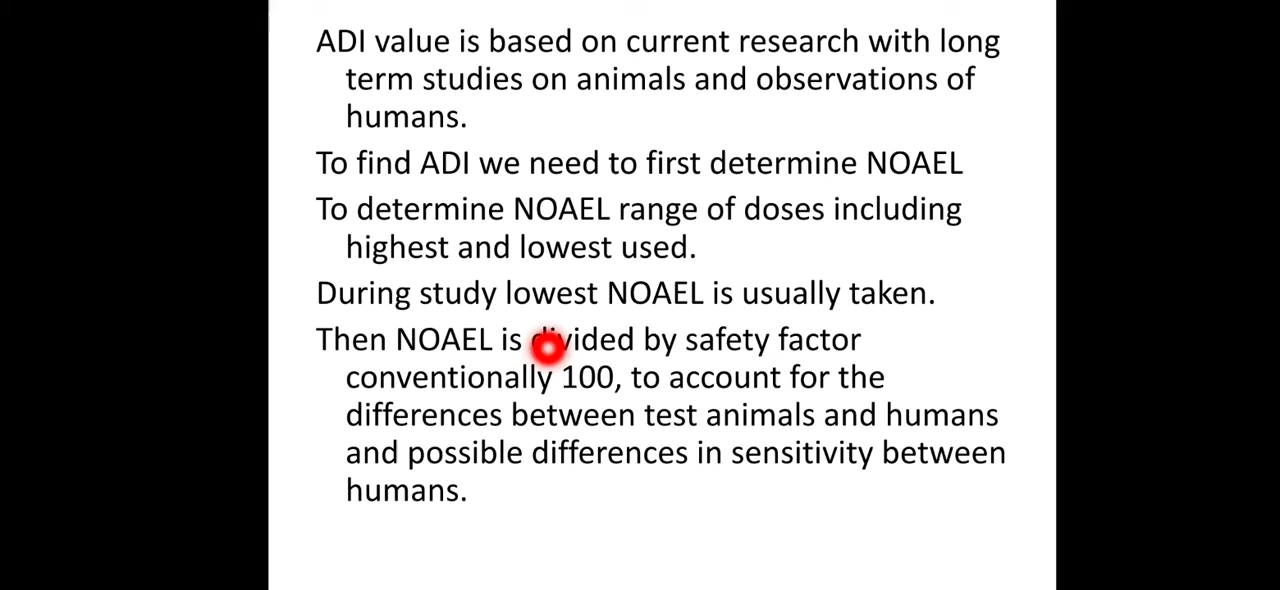 ADI value is based on current research with long
term studies on animals and observations of
humans.
To find ADI we need to first determine NOAEL
To determine NOAEL range of doses including
highest and lowest used.
During study lowest NOAEL is usually taken.
Then NOAEL is divided by safety factor
conventionally 100, to account for the
differences between test animals and humans
and possible differences in sensitivity between
humans.